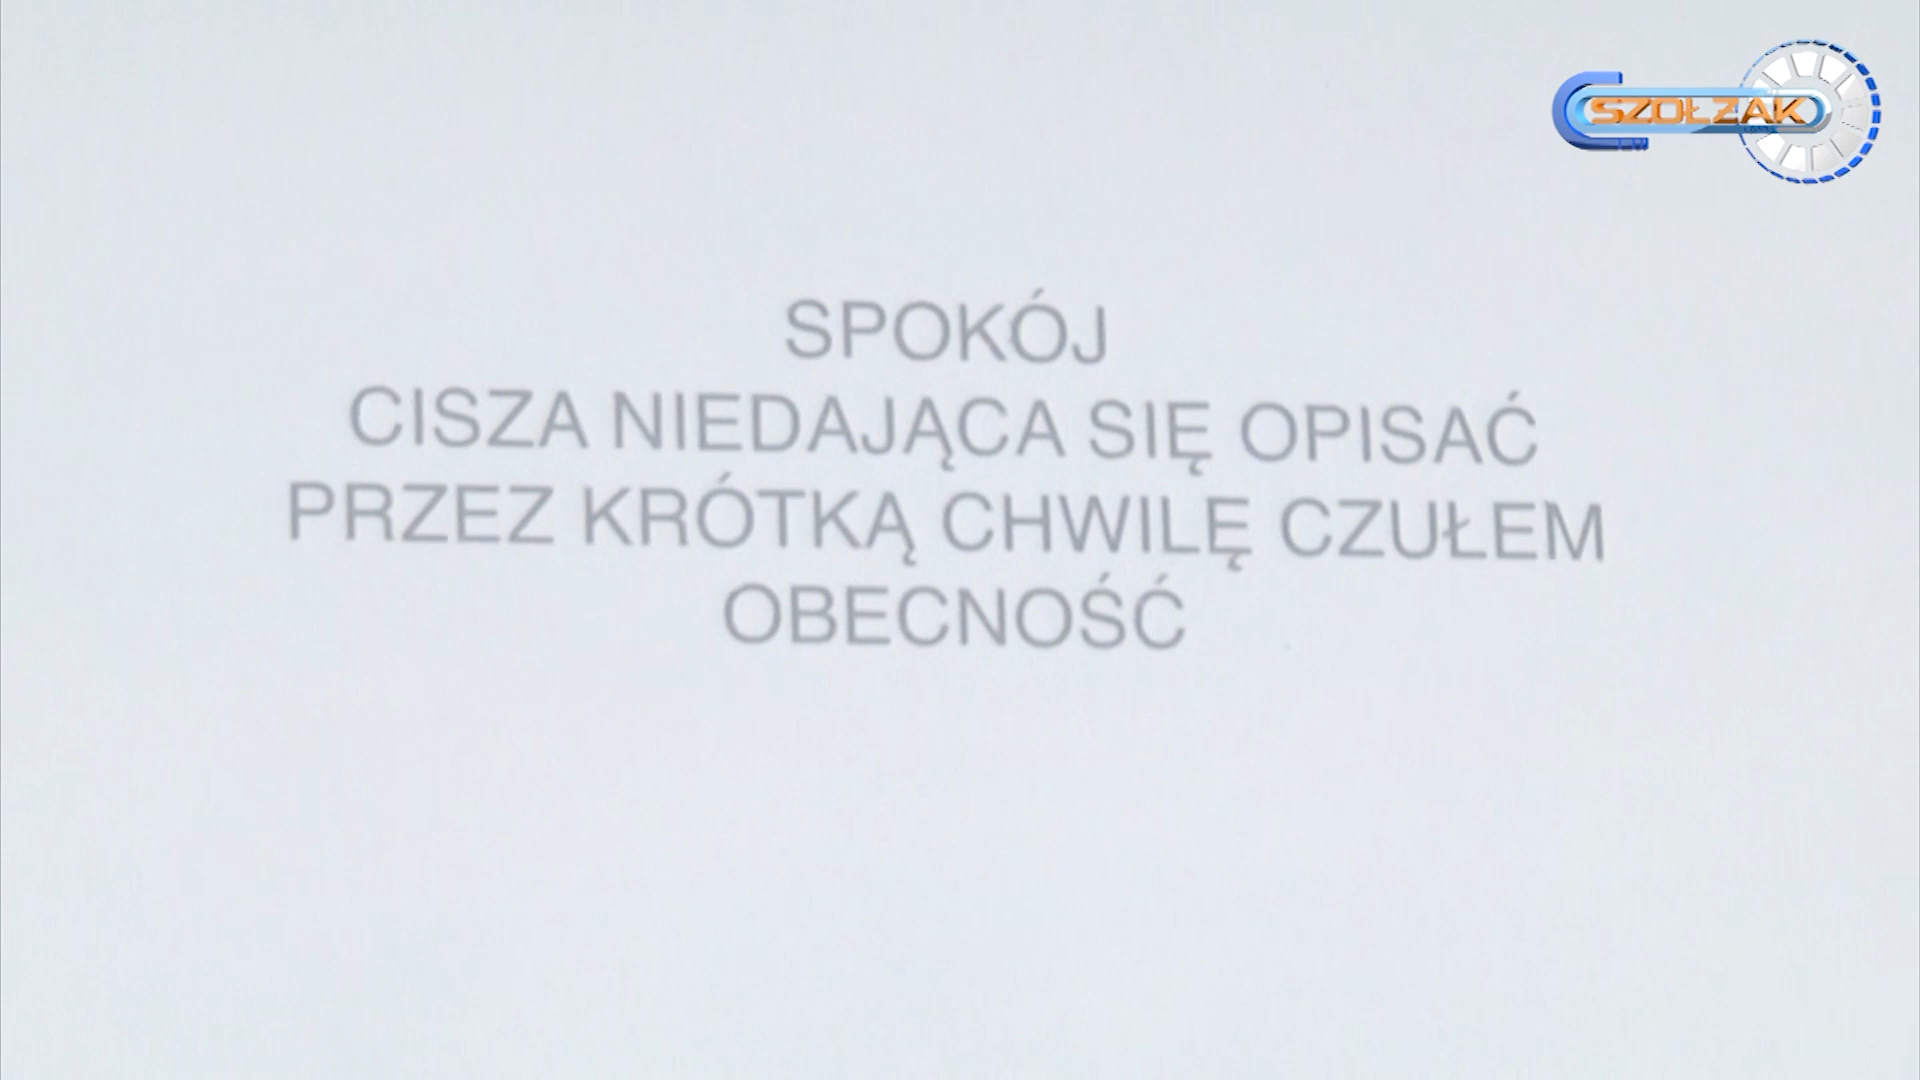 SZOŁZAK
SPOKÓJ
CISZA NIEDAJĄCA SIĘ OPISAĆ
PRZEZ KRÓTKĄ CHWILĘ CZUŁEM
OBECNOŚĆ